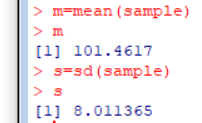 > m=mean(sample)
> m
[1] 101.4617
> s=sd(sample)
> s
[1] 8.011365